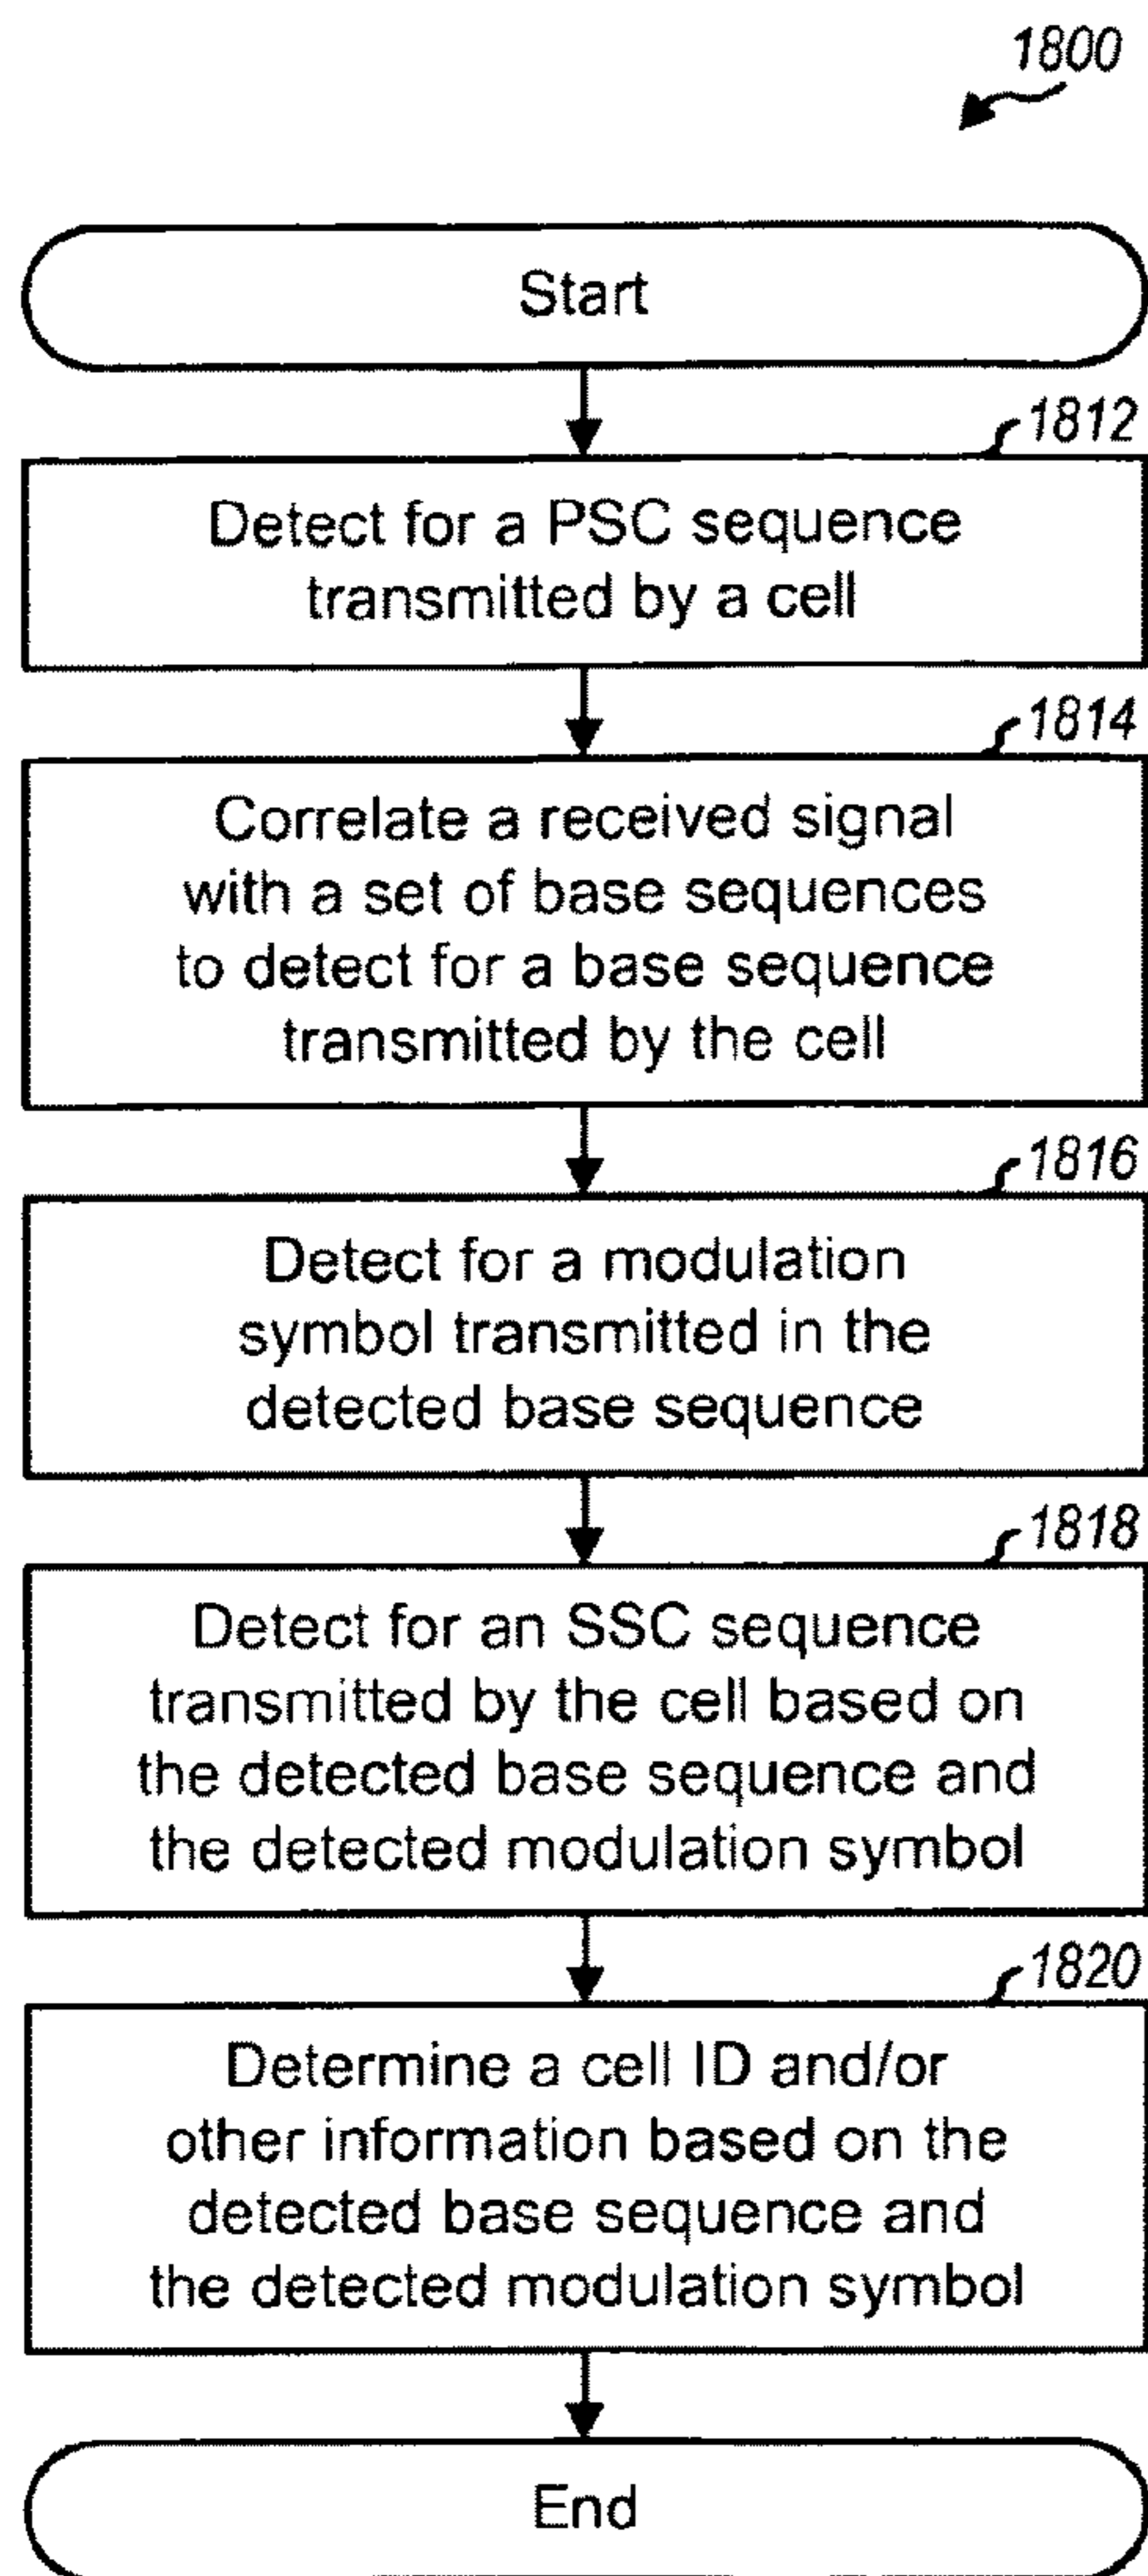 1800
Start
1812
Detect for a PSC sequence
transmitted by a cell
1814
Correlate a received signal
with a set of base sequences
to detect for a base sequence
transmitted by the cell
1816
Detect for a modulation
symbol transmitted in the
detected base sequence
1818
Detect for an SSC sequence
transmitted by the cell based on
the detected base sequence and
the detected modulation symbol
1820
Determine a cell ID and/or
other information based on the
detected base sequence and
the detected modulation symbol
End